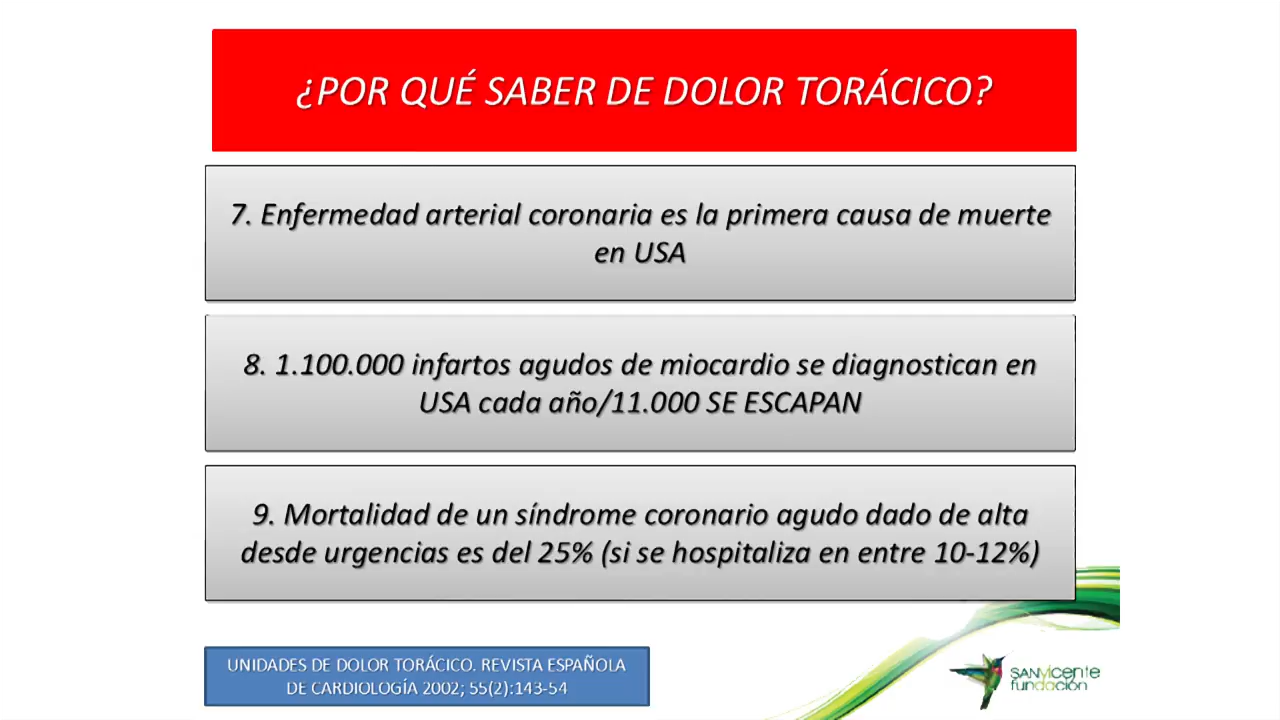 ¿POR QUÉ SABER DE DOLOR TORÁCICO?
7. Enfermedad arterial coronaria es la primera causa de muerte
en USA
8. 1.100.000 infartos agudos de miocardio se diagnostican en
USA cada año/11.000 SE ESCAPAN
9. Mortalidad de un síndrome coronario agudo dado de alta
desde urgencias es del 25% (si se hospitaliza en entre 10-12%)
UNIDADES DE DOLOR TORÁCICO. REVISTA ESPAÑOLA
DE CARDIOLOGÍA 2002; 55(2):143-54
SANVICENTE
fundación